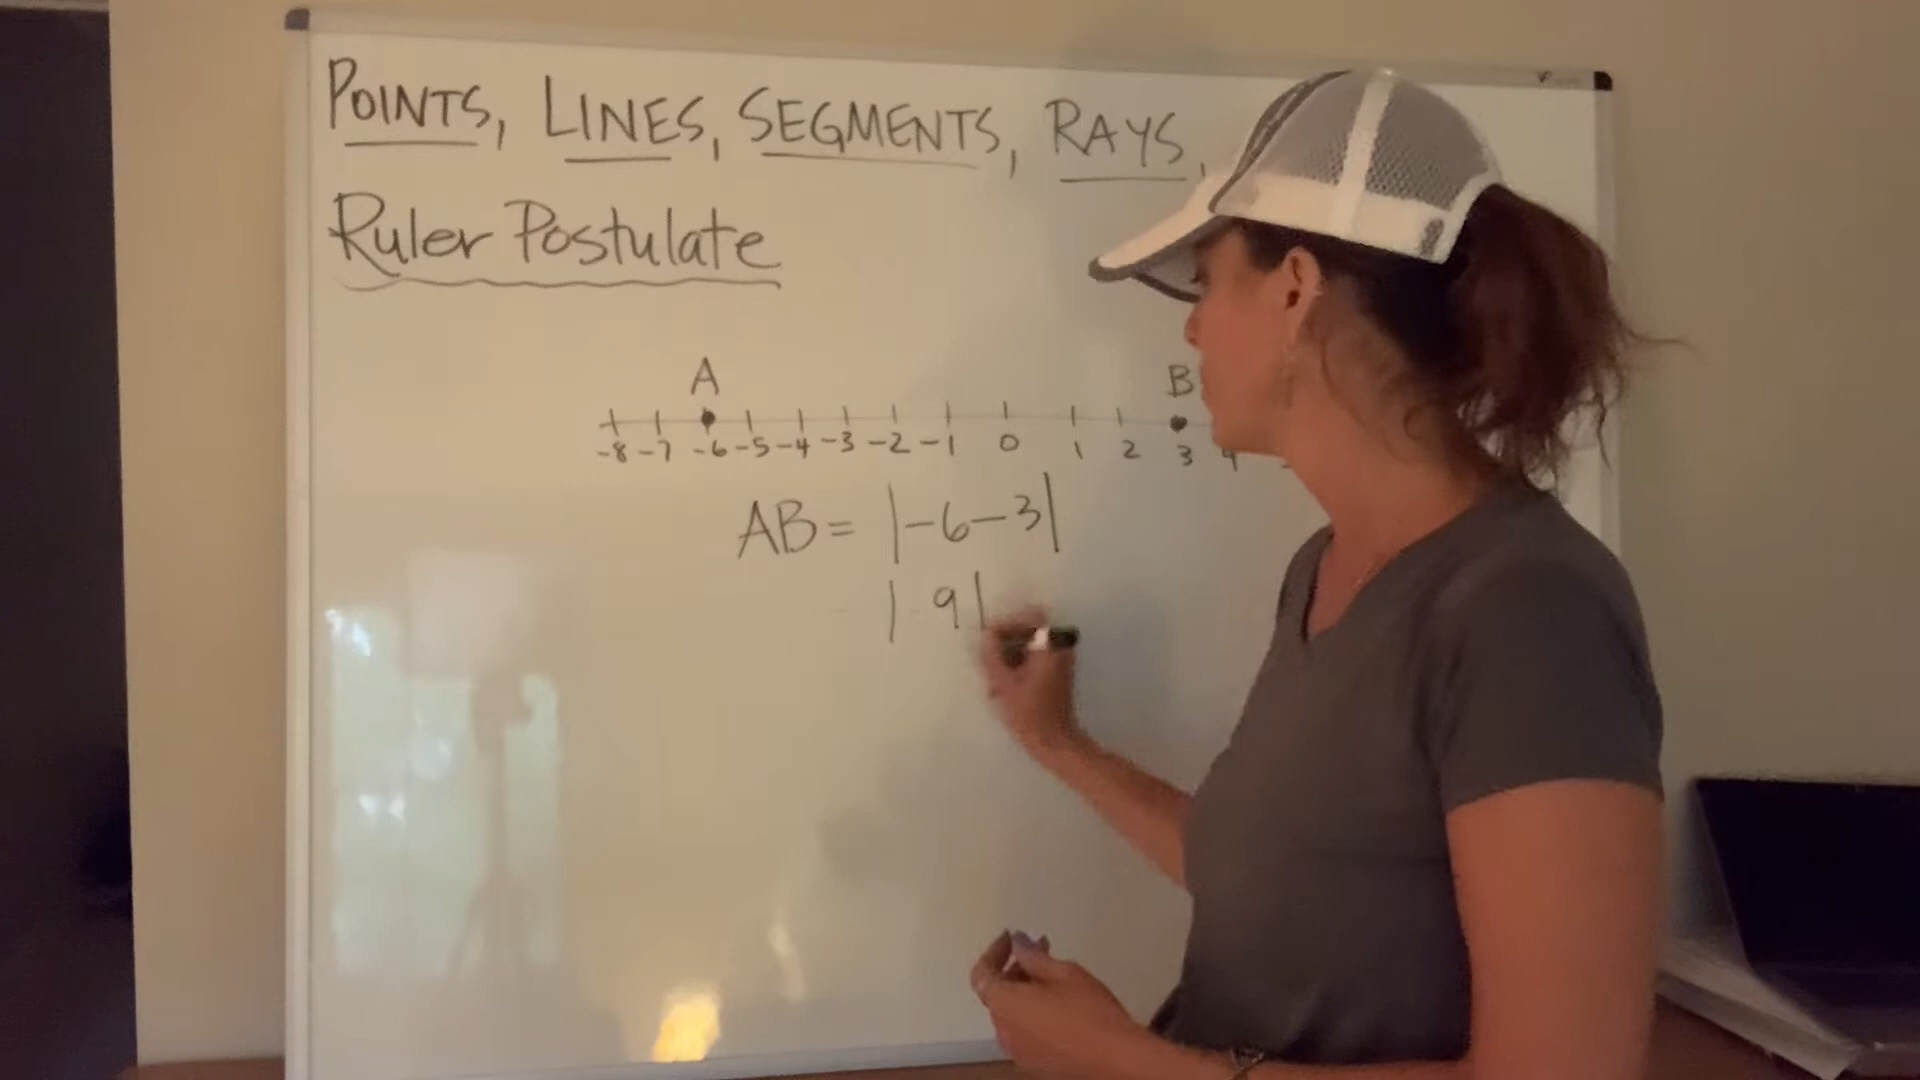 POINTS, LINES, SEGMENTS, RAYS,
Ruler Postulate
A B
-8 -7 -6 -5 -4 -3 -2 -1 0 1 2 3 4
AB = |-6-3|
|-9|